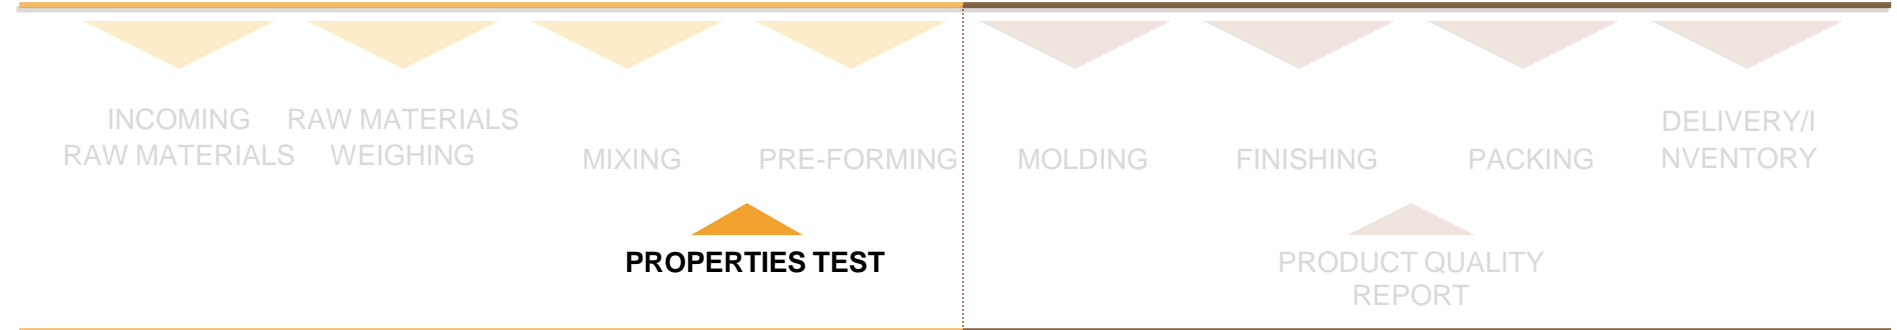 INCOMING
RAW MATERIALS
RAW MATERIALS
WEIGHING
MIXING
PRE-FORMING
MOLDING
FINISHING
PACKING
DELIVERY/I
NVENTORY
PROPERTIES TEST
PRODUCT QUALITY
REPORT